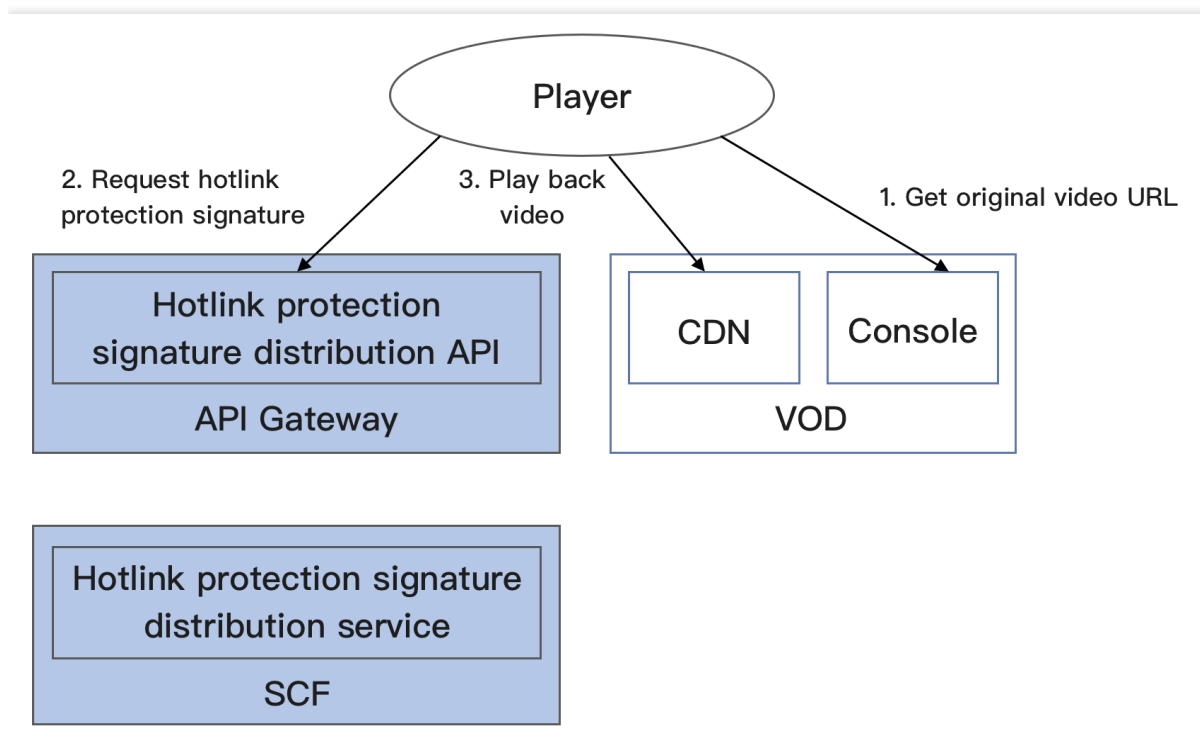 Player
2. Request hotlink
protection signature
3. Play back
video
1. Get original video URL
Hotlink protection
signature distribution API
API Gateway
CDN
Console
VOD
Hotlink protection signature
distribution service
SCF